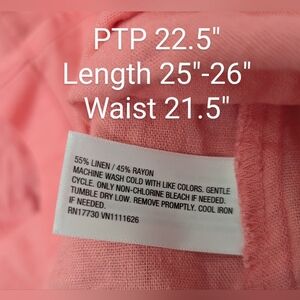 PTP 22.5"
Length 25"-26"
Waist 21.5"
55% LINEN / 45% RAYON
MACHINE WASH COLD WITH LIKE COLORS. GENTLE
CYCLE. ONLY NON-CHLORINE BLEACH IF NEEDED.
TUMBLE DRY LOW. REMOVE PROMPTLY. COOL IRON
IF NEEDED.
RN17730 VN1111626